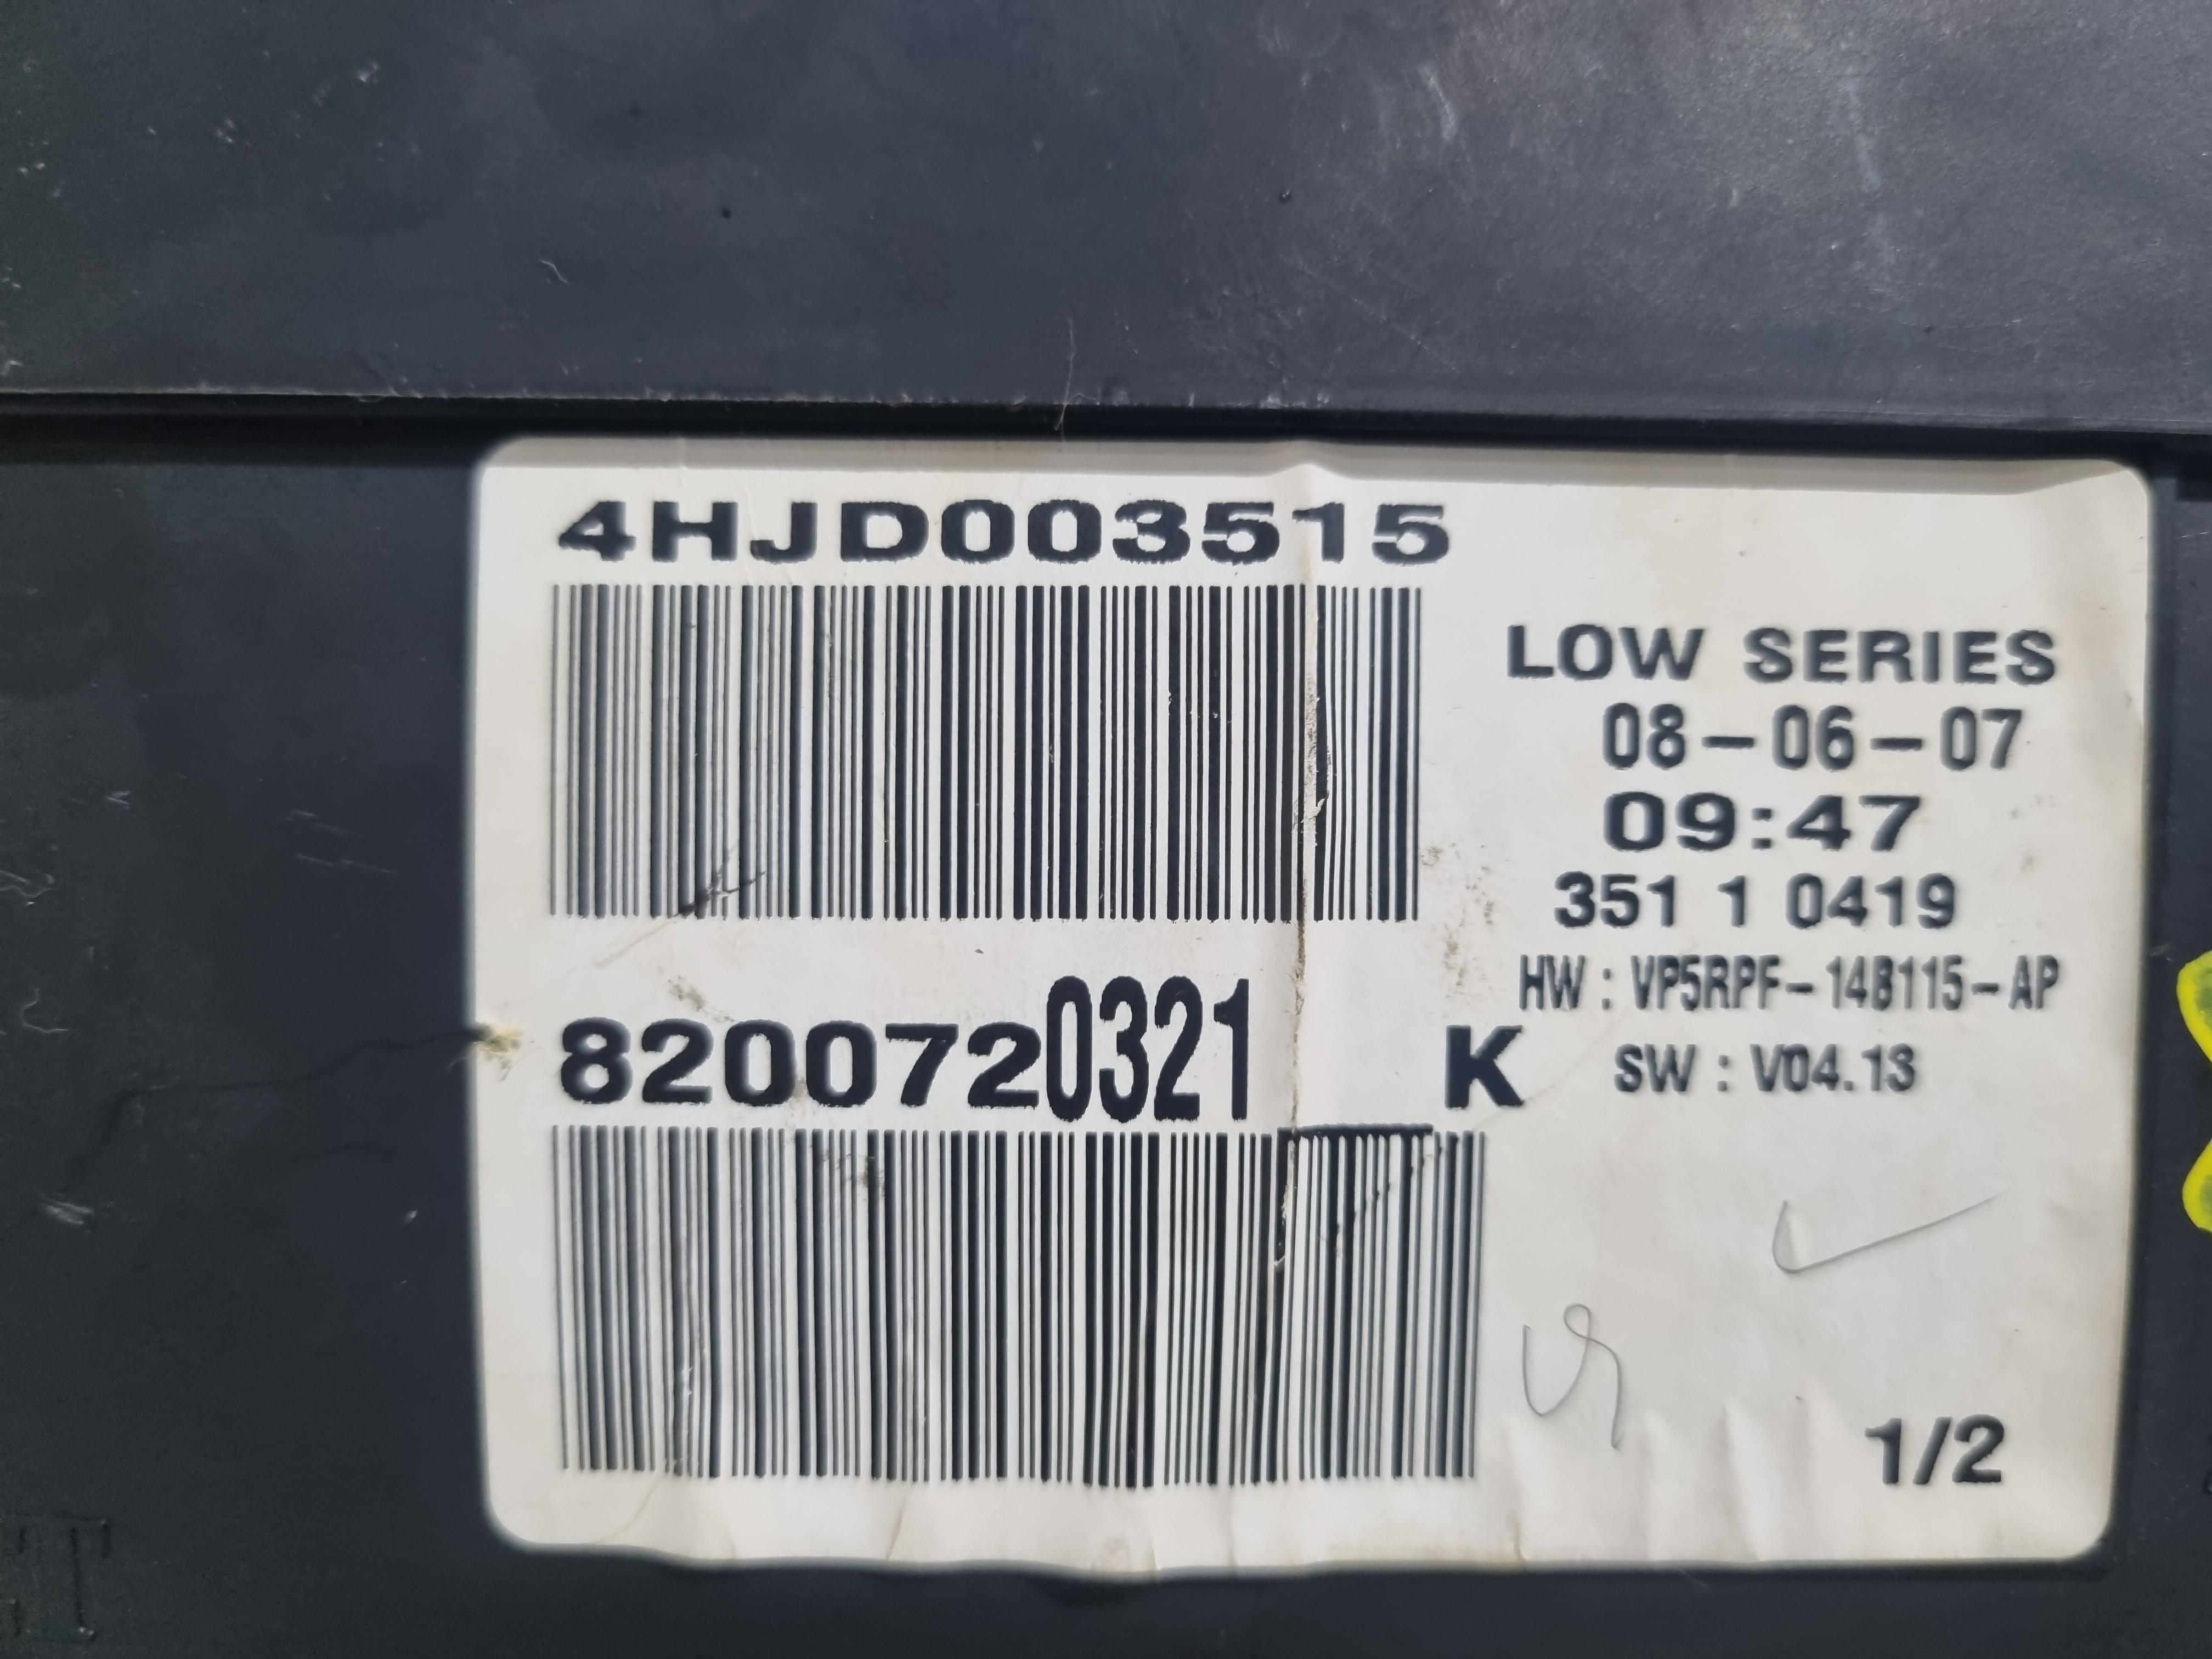 4HJD003515
LOW SERIES
08-06-07
09:47
351 1 0419
HW : VP5RPF-14B115-AP
8200720321 K
SW : V04.13
1/2